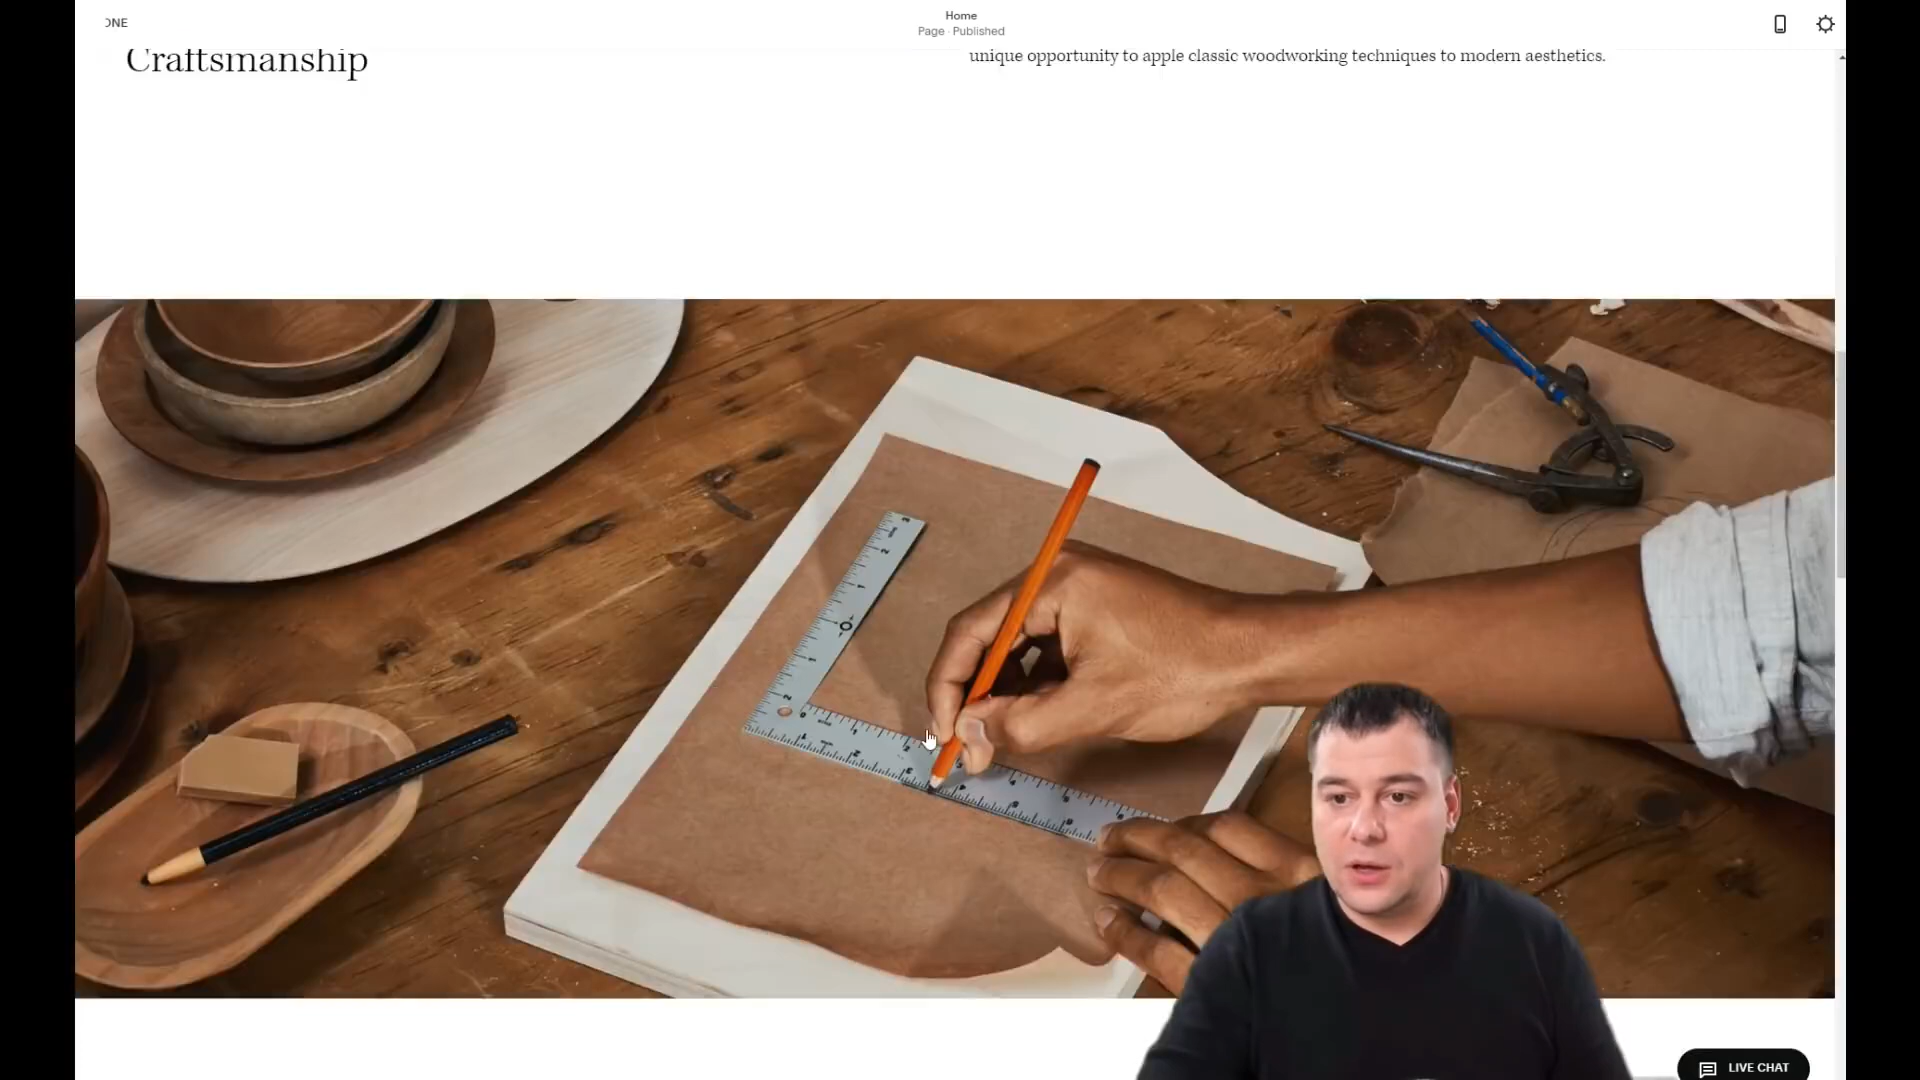 ONE
Home
Page · Published
Craftsmanship
unique opportunity to apple classic woodworking techniques to modern aesthetics.
LIVE CHAT